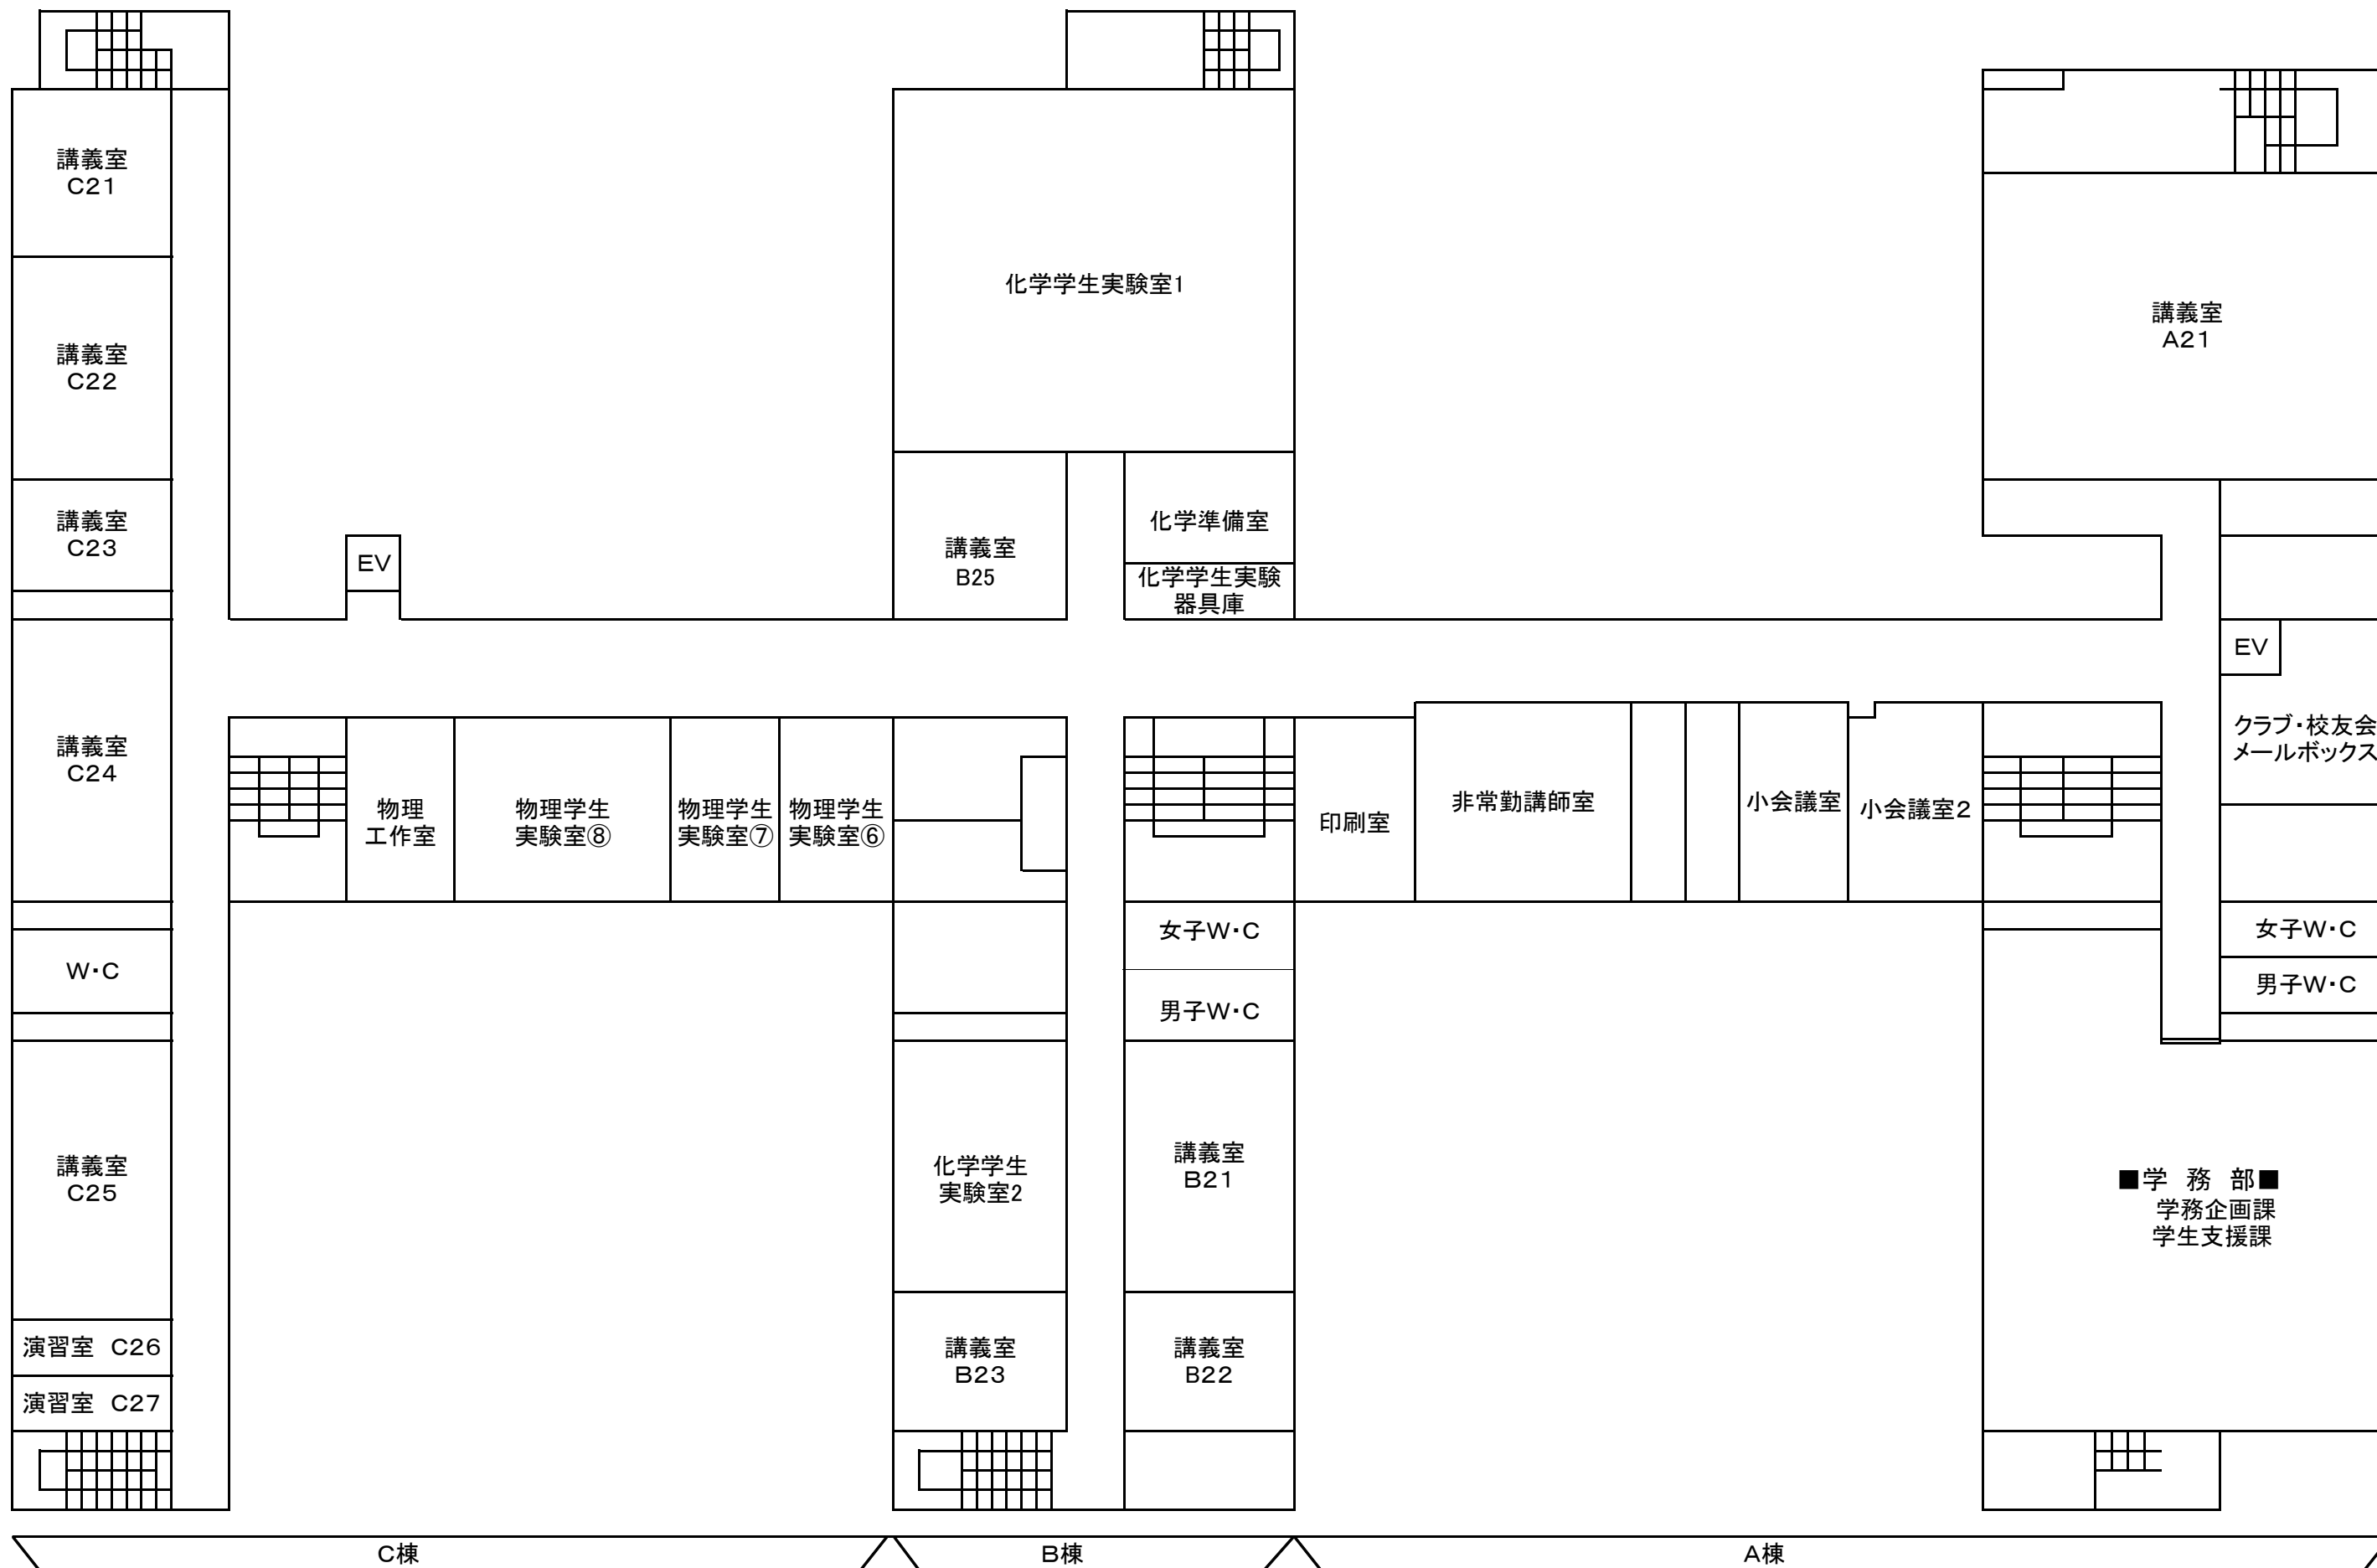 講義室
C21
講義室
C22
講義室
C23
講義室
C24
W・C
講義室
C25
演習室 C26
演習室 C27
EV
物理
工作室
物理学生
実験室⑧
物理学生
実験室⑦
物理学生
実験室⑥
化学学生実験室1
講義室
B25
化学準備室
化学学生実験
器具庫
女子W・C
男子W・C
化学学生
実験室2
講義室
B21
講義室
B23
講義室
B22
印刷室
非常勤講師室
小会議室
小会議室2
講義室
A21
EV
クラブ・校友会
メールボックス
女子W・C
男子W・C
■学 務 部■
学務企画課
学生支援課
C棟
B棟
A棟